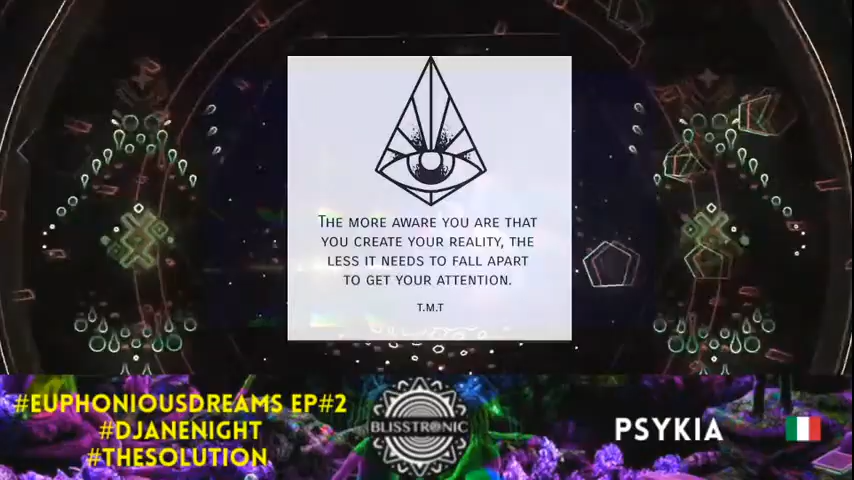 THE MORE AWARE YOU ARE THAT
YOU CREATE YOUR REALITY, THE
LESS IT NEEDS TO FALL APART
TO GET YOUR ATTENTION.
T.M.T
#EUPHONIOUSDREAMS EP#2
#DJANENIGHT
#THESOLUTION
BLISSTRONIC
PSYKIA